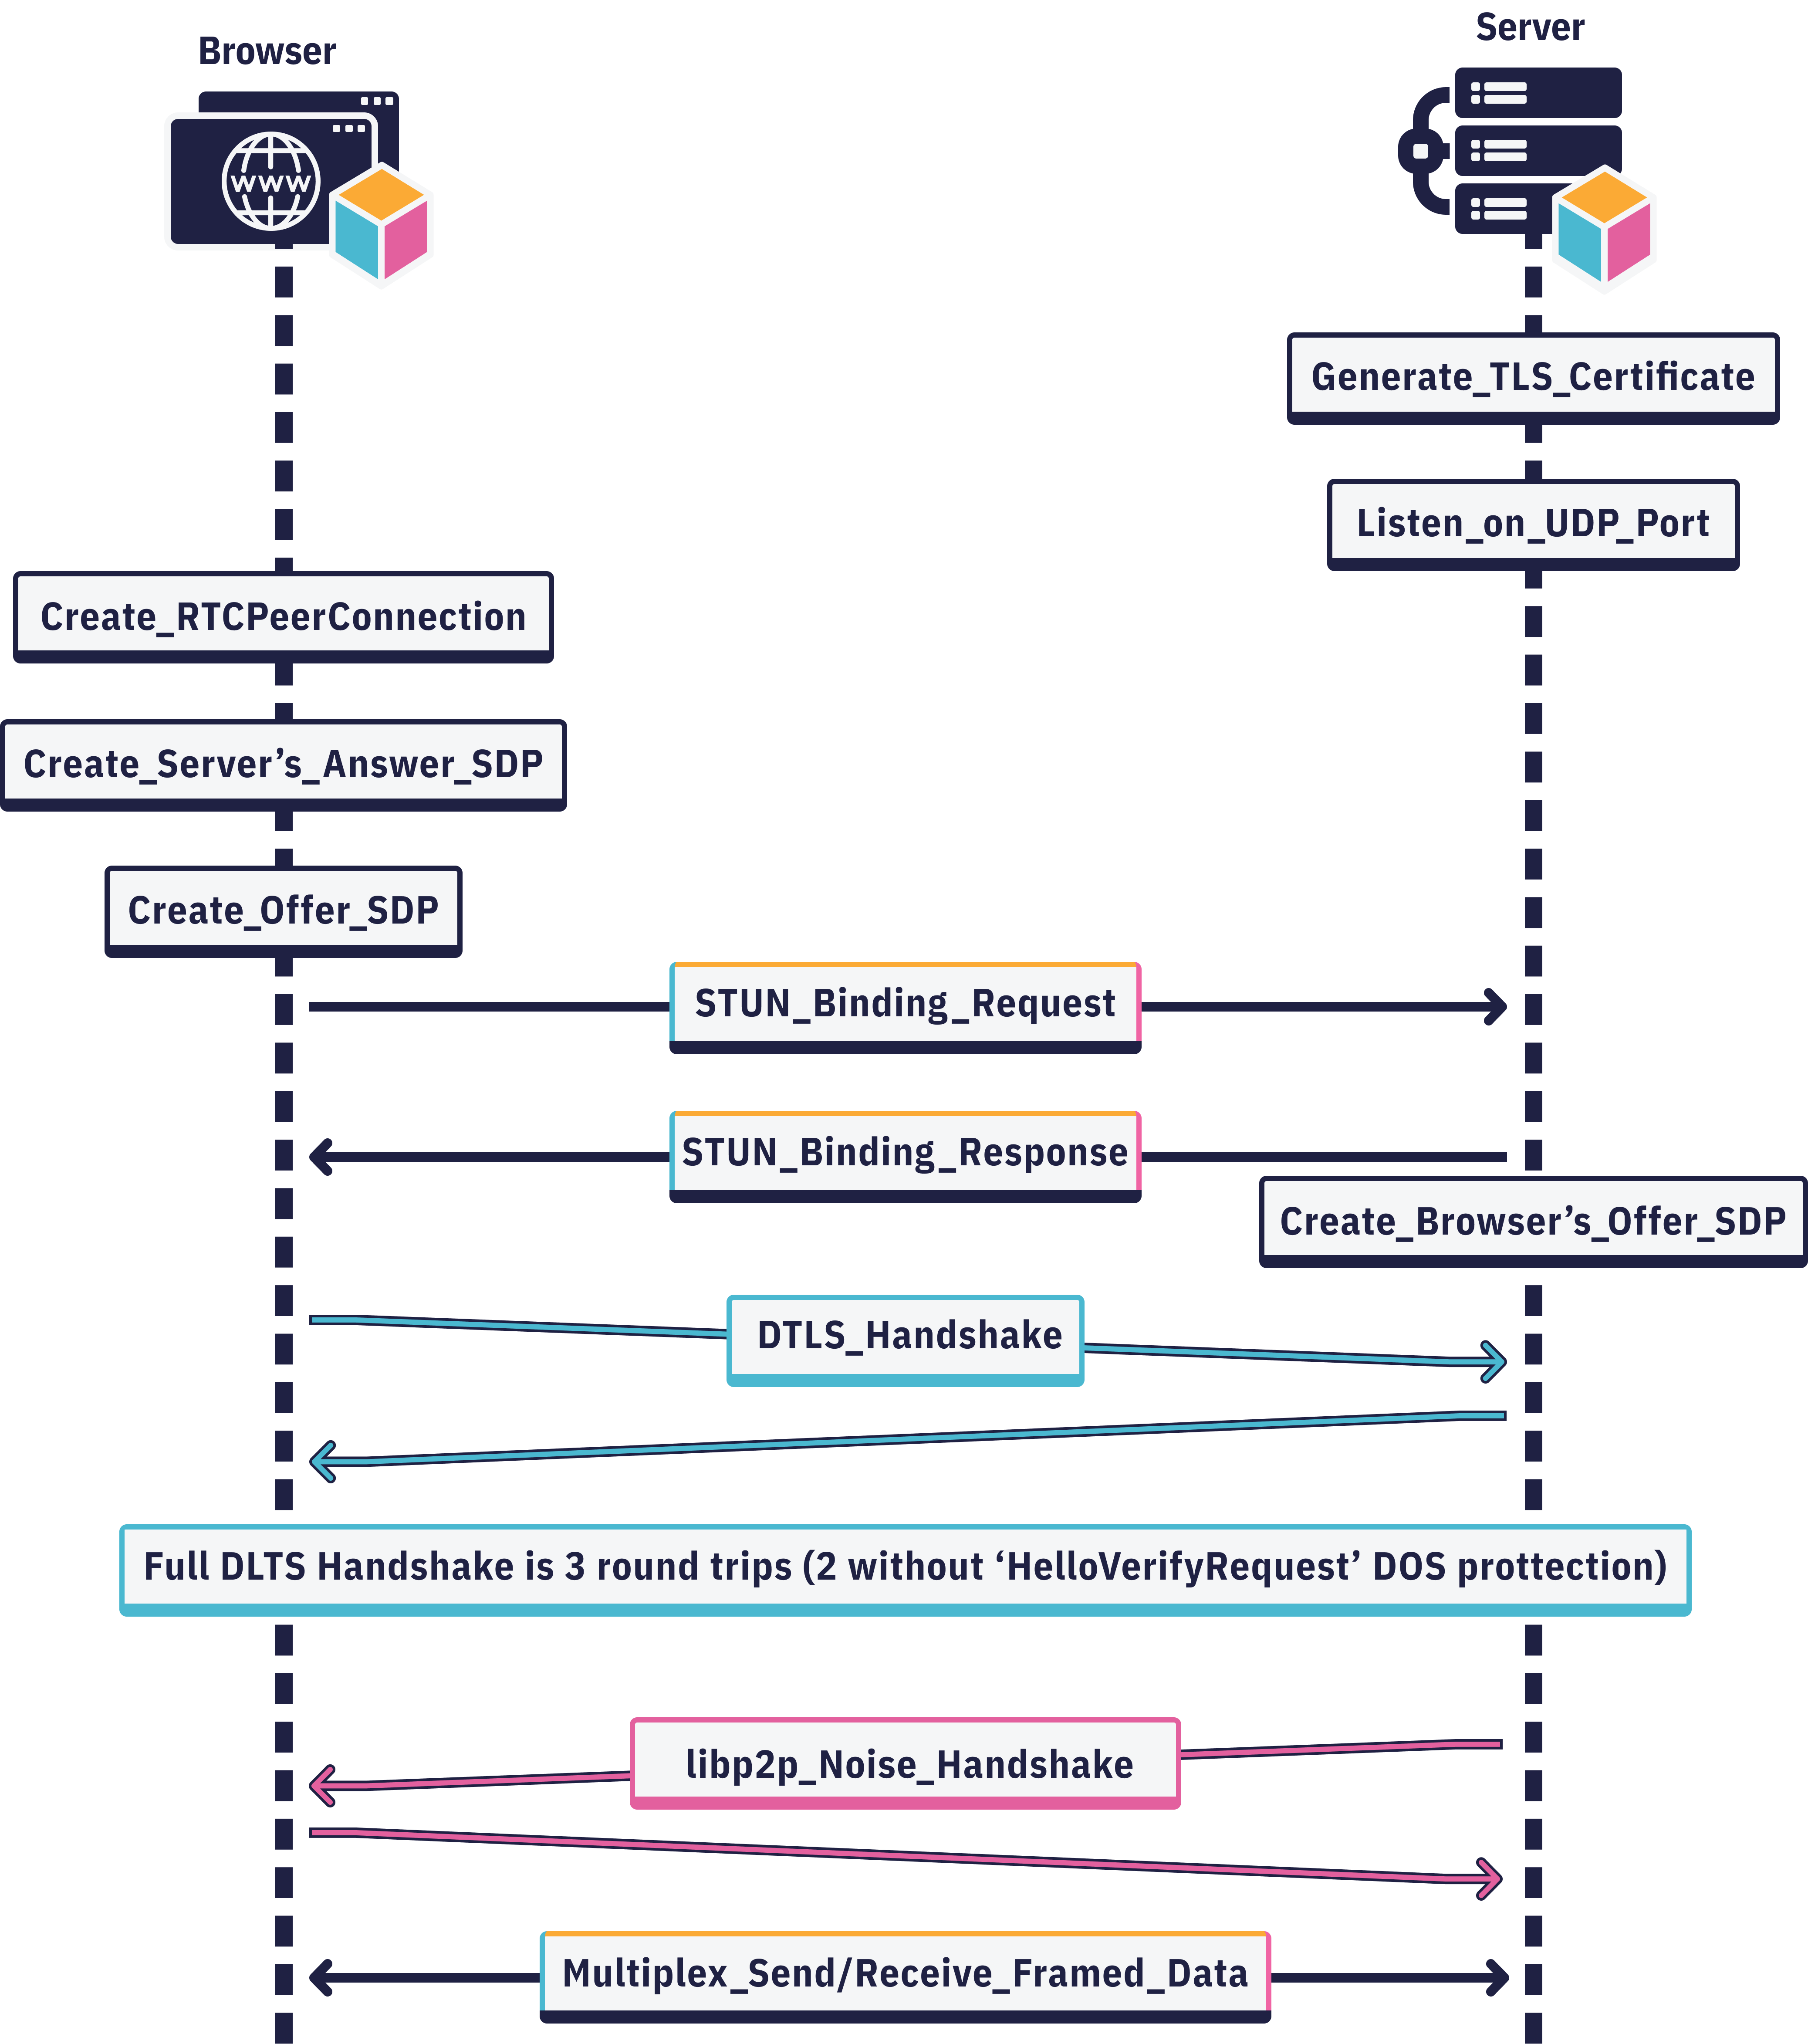 Browser
Server
WWW
Generate_TLS_Certificate
Listen_on_UDP_Port
Create_RTCPeerConnection
Create_Server’s_Answer_SDP
Create_Offer_SDP
STUN_Binding_Request
STUN_Binding_Response
Create_Browser’s_Offer_SDP
DTLS_Handshake
Full DLTS Handshake is 3 round trips (2 without ‘HelloVerifyRequest’ DOS prottection)
libp2p_Noise_Handshake
Multiplex_Send/Receive_Framed_Data